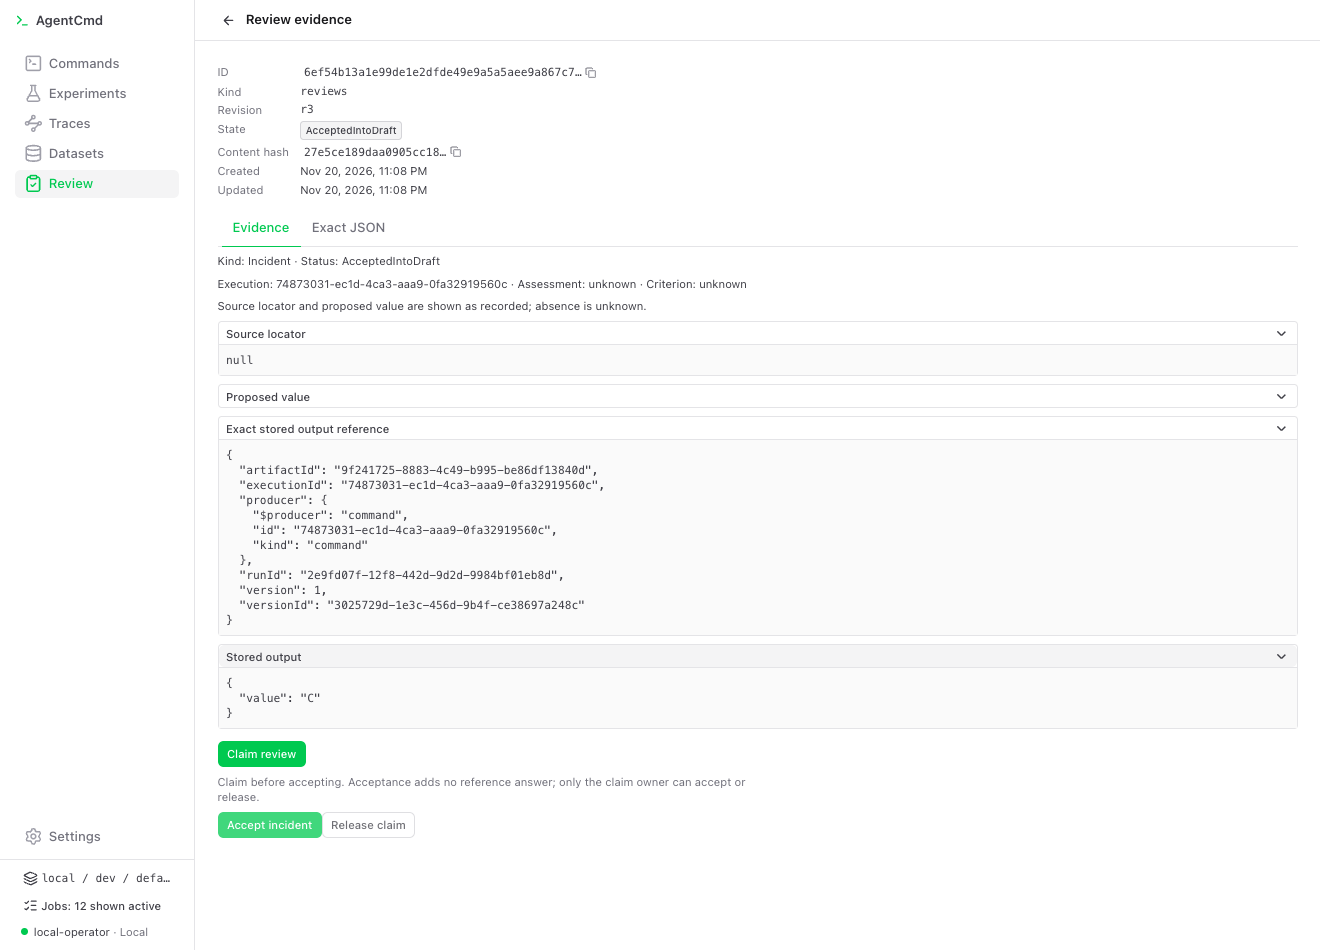 AgentCmd
Commands
Experiments
Traces
Datasets
Review
Settings
local / dev / defa…
Jobs: 12 shown active
local-operator · Local
Review evidence
ID 6ef54b13a1e99de1e2dfde49e9a5a5aee9a867c7…
Kind reviews
Revision r3
State AcceptedIntoDraft
Content hash 27e5ce189daa0905cc18…
Created Nov 20, 2026, 11:08 PM
Updated Nov 20, 2026, 11:08 PM
Evidence Exact JSON
Kind: Incident · Status: AcceptedIntoDraft
Execution: 74873031-ec1d-4ca3-aaa9-0fa32919560c · Assessment: unknown · Criterion: unknown
Source locator and proposed value are shown as recorded; absence is unknown.
Source locator
null
Proposed value
Exact stored output reference
{
  "artifactId": "9f241725-8883-4c49-b995-be86df13840d",
  "executionId": "74873031-ec1d-4ca3-aaa9-0fa32919560c",
  "producer": {
    "$producer": "command",
    "id": "74873031-ec1d-4ca3-aaa9-0fa32919560c",
    "kind": "command"
  },
  "runId": "2e9fd07f-12f8-442d-9d2d-9984bf01eb8d",
  "version": 1,
  "versionId": "3025729d-1e3c-456d-9b4f-ce38697a248c"
}
Stored output
{
  "value": "C"
}
Claim review
Claim before accepting. Acceptance adds no reference answer; only the claim owner can accept or
release.
Accept incident Release claim